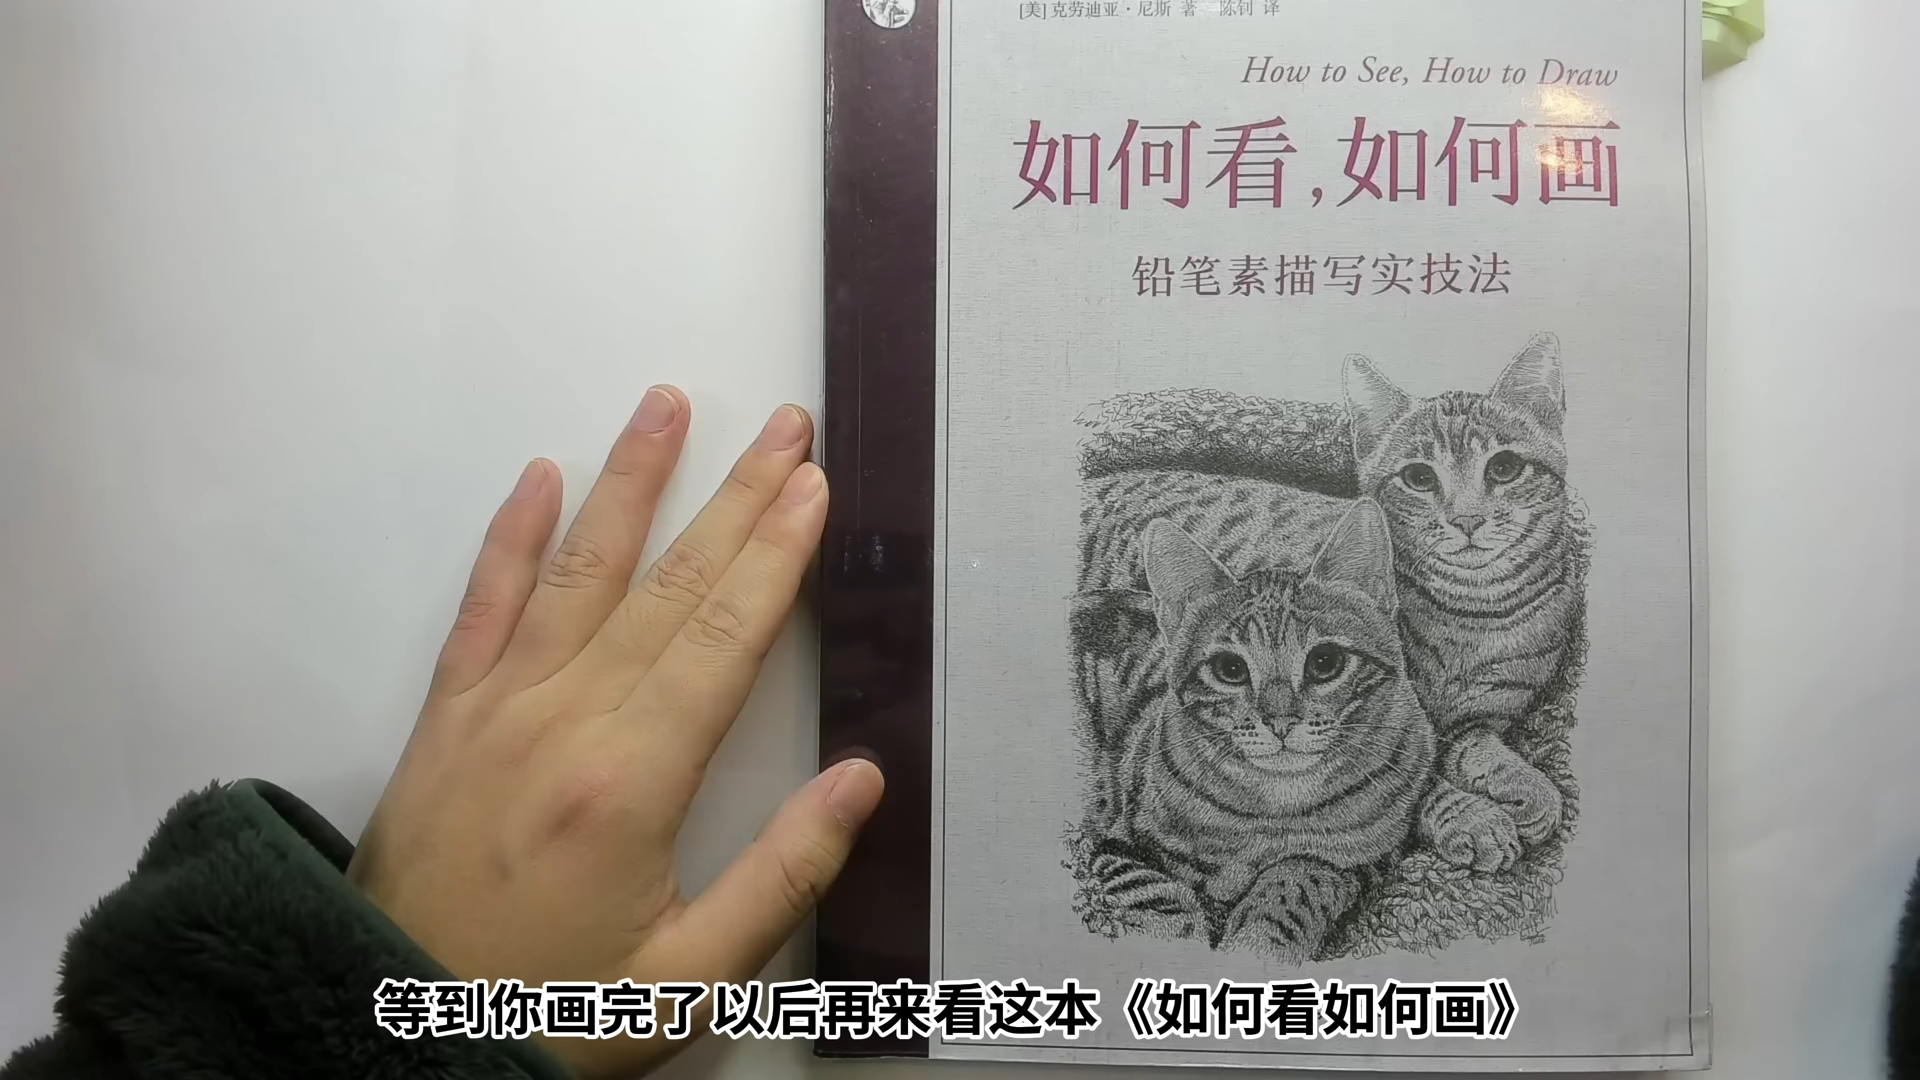 [美]克劳迪亚·尼斯 著 陈钊 译
How to See, How to Draw
如何看,如何画
铅笔素描写实技法
等到你画完了以后再来看这本《如何看如何画》